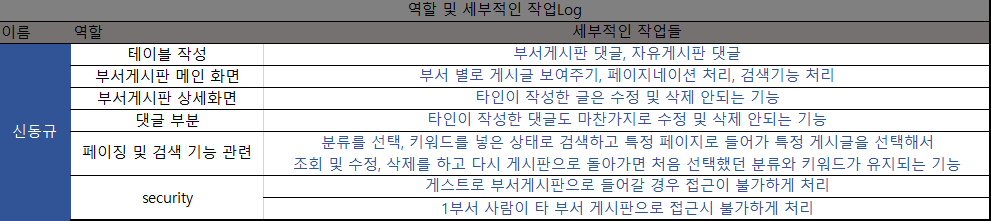 역할 및 세부적인 작업Log
이름 역할 세부적인 작업들
신동규
테이블 작성 부서게시판 댓글, 자유게시판 댓글
부서게시판 메인 화면 부서 별로 게시글 보여주기, 페이지네이션 처리, 검색기능 처리
부서게시판 상세화면 타인이 작성한 글은 수정 및 삭제 안되는 기능
댓글 부분 타인이 작성한 댓글도 마찬가지로 수정 및 삭제 안되는 기능
페이징 및 검색 기능 관련 분류를 선택, 키워드를 넣은 상태로 검색하고 특정 페이지로 들어가 특정 게시글을 선택해서
조회 및 수정, 삭제를 하고 다시 게시판으로 돌아가면 처음 선택했던 분류와 키워드가 유지되는 기능
security 게스트로 부서게시판으로 들어갈 경우 접근이 불가하게 처리
1부서 사람이 타 부서 게시판으로 접근시 불가하게 처리